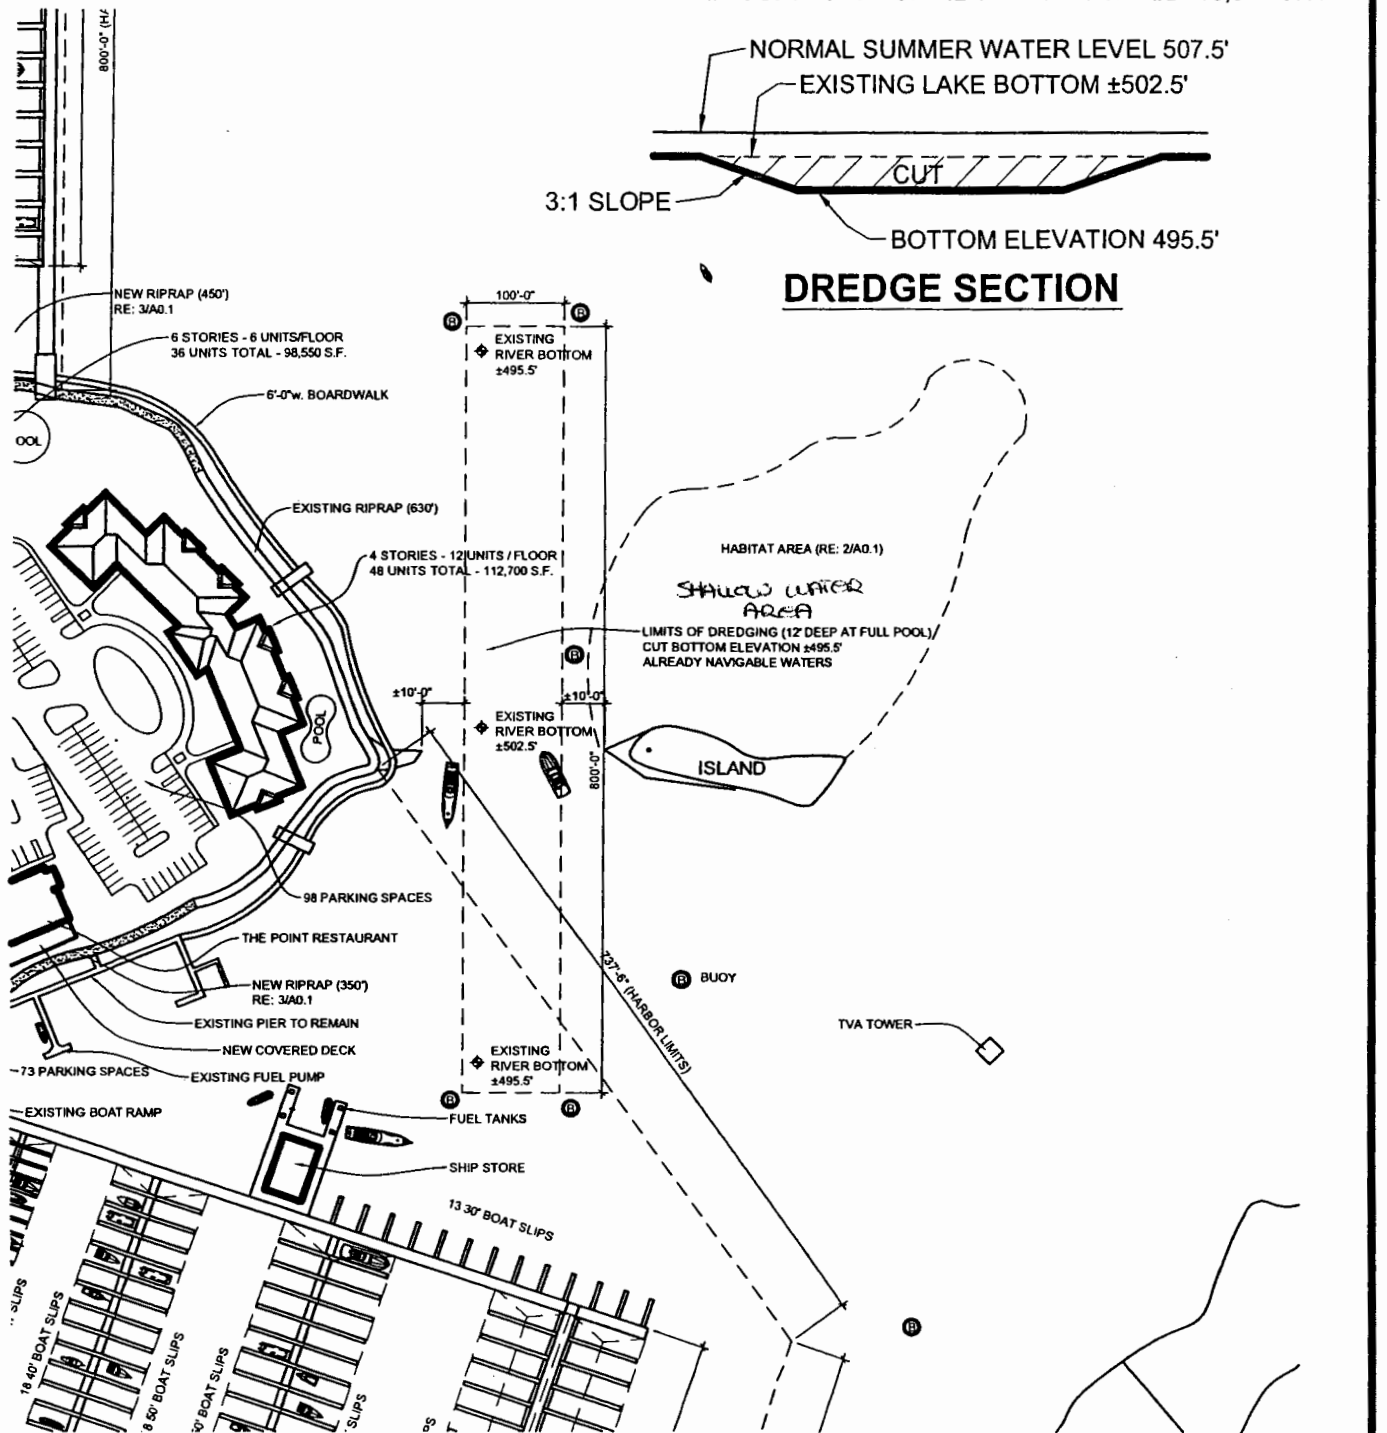 NORMAL SUMMER WATER LEVEL 507.5'
EXISTING LAKE BOTTOM ±502.5'
CUT
3:1 SLOPE
BOTTOM ELEVATION 495.5'
DREDGE SECTION
800'-0" (HA
NEW RIPRAP (450')
RE: 3/A0.1
6 STORIES - 6 UNITS/FLOOR
36 UNITS TOTAL - 98,550 S.F.
6'-0"w. BOARDWALK
OOL
100'-0"
B
B
EXISTING
RIVER BOTTOM
±495.5'
EXISTING RIPRAP (630')
4 STORIES - 12 UNITS / FLOOR
48 UNITS TOTAL - 112,700 S.F.
HABITAT AREA (RE: 2/A0.1)
SHALLOW WATER
AREA
LIMITS OF DREDGING (12' DEEP AT FULL POOL)
CUT BOTTOM ELEVATION ±495.5'
ALREADY NAVIGABLE WATERS
B
±10'-0"
±10'-0"
EXISTING
RIVER BOTTOM
±502.5'
POOL
800'-0"
ISLAND
98 PARKING SPACES
THE POINT RESTAURANT
NEW RIPRAP (350')
RE: 3/A0.1
EXISTING PIER TO REMAIN
NEW COVERED DECK
73 PARKING SPACES
EXISTING FUEL PUMP
EXISTING BOAT RAMP
737'-6" (HARBOR LIMITS)
B BUOY
TVA TOWER
EXISTING
RIVER BOTTOM
±495.5'
B
B
FUEL TANKS
SHIP STORE
13 30' BOAT SLIPS
B
SLIPS
18 40' BOAT SLIPS
8 50' BOAT SLIPS
50' BOAT SLIPS
SLIPS